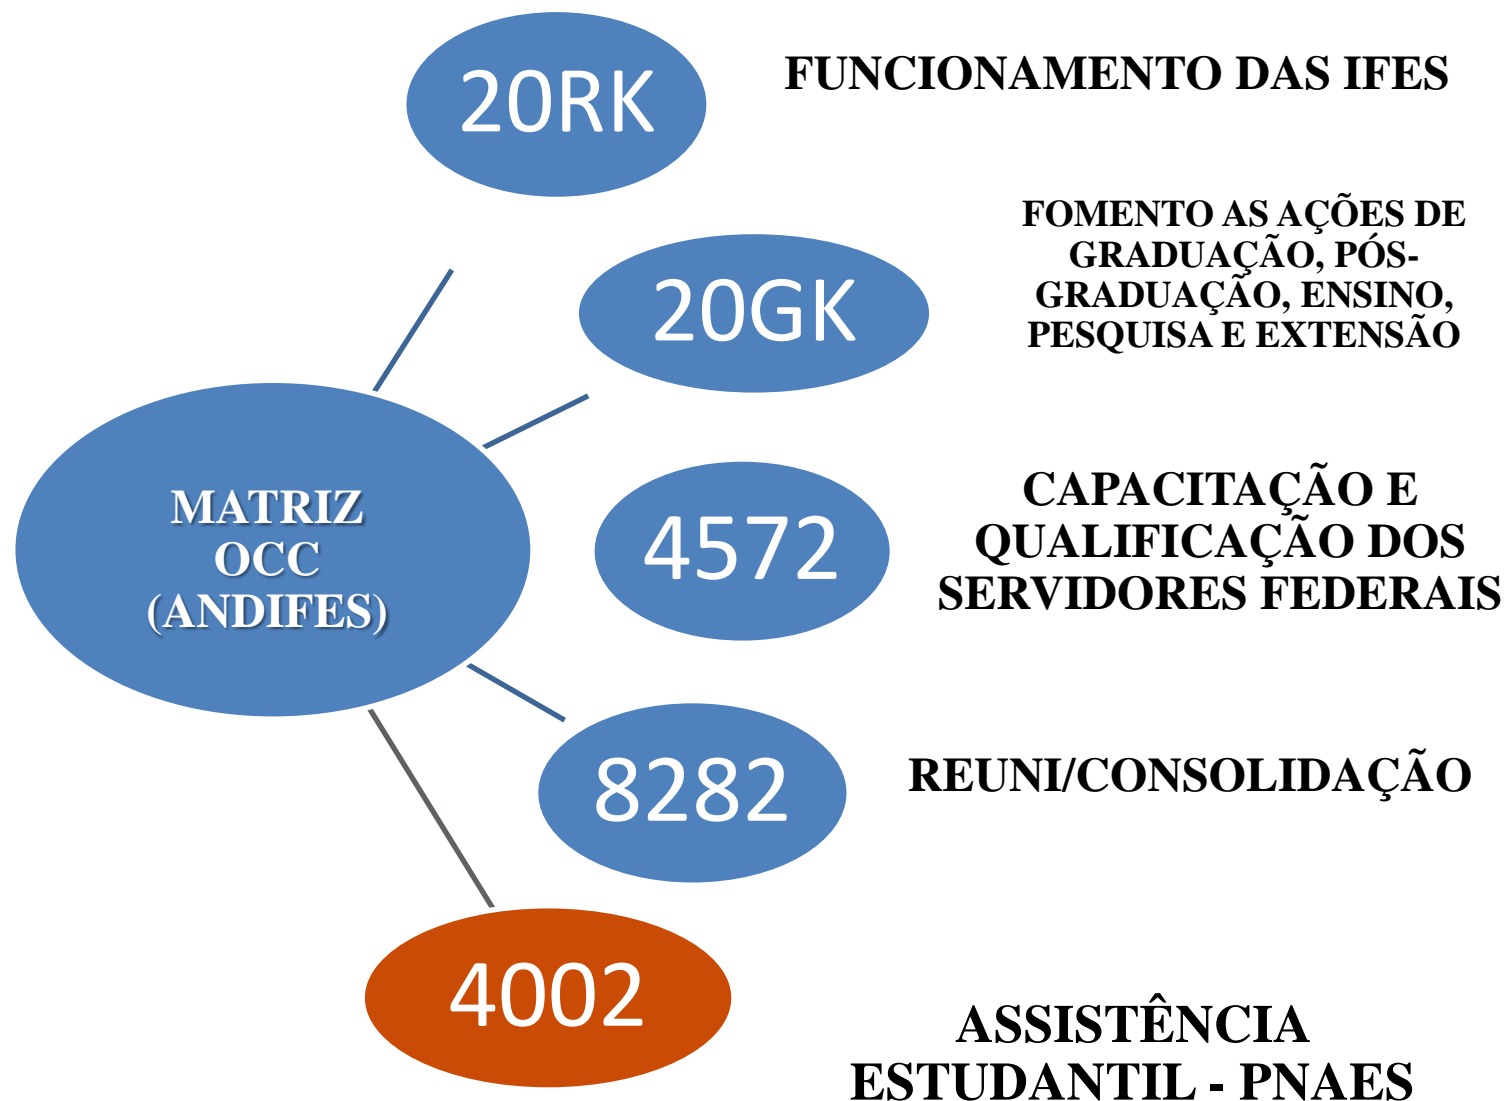 20RK
FUNCIONAMENTO DAS IFES
20GK
FOMENTO AS AÇÕES DE
GRADUAÇÃO, PÓS-
GRADUAÇÃO, ENSINO,
PESQUISA E EXTENSÃO
MATRIZ
OCC
(ANDIFES)
4572
CAPACITAÇÃO E
QUALIFICAÇÃO DOS
SERVIDORES FEDERAIS
8282
REUNI/CONSOLIDAÇÃO
4002
ASSISTÊNCIA
ESTUDANTIL - PNAES